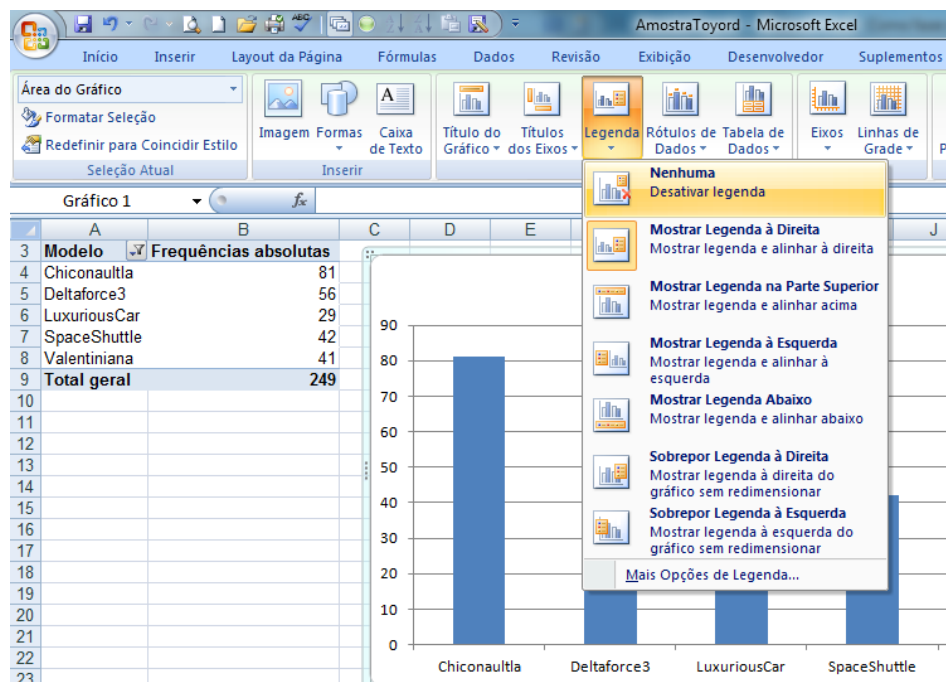 AmostraToyord - Microsoft Excel
Início Inserir Layout da Página Fórmulas Dados Revisão Exibição Desenvolvedor Suplementos
Área do Gráfico
Formatar Seleção
Redefinir para Coincidir Estilo
Seleção Atual
Imagem Formas Caixa de Texto
Inserir
Título do Gráfico Títulos dos Eixos Legenda Rótulos de Dados Tabela de Dados
Eixos Linhas de Grade
P
Gráfico 1 fx
A B C D E J
3 Modelo Frequências absolutas
4 Chiconaultla 81
5 Deltaforce3 56
6 LuxuriousCar 29
7 SpaceShuttle 42
8 Valentiniana 41
9 Total geral 249
10
11
12
13
14
15
16
17
18
19
20
21
22
23
Nenhuma
Desativar legenda
Mostrar Legenda à Direita
Mostrar legenda e alinhar à direita
Mostrar Legenda na Parte Superior
Mostrar legenda e alinhar acima
Mostrar Legenda à Esquerda
Mostrar legenda e alinhar à
esquerda
Mostrar Legenda Abaixo
Mostrar legenda e alinhar abaixo
Sobrepor Legenda à Direita
Mostrar legenda à direita do
gráfico sem redimensionar
Sobrepor Legenda à Esquerda
Mostrar legenda à esquerda do
gráfico sem redimensionar
Mais Opções de Legenda...
90
80
70
60
50
40
30
20
10
0
Chiconaultla Deltaforce3 LuxuriousCar SpaceShuttle